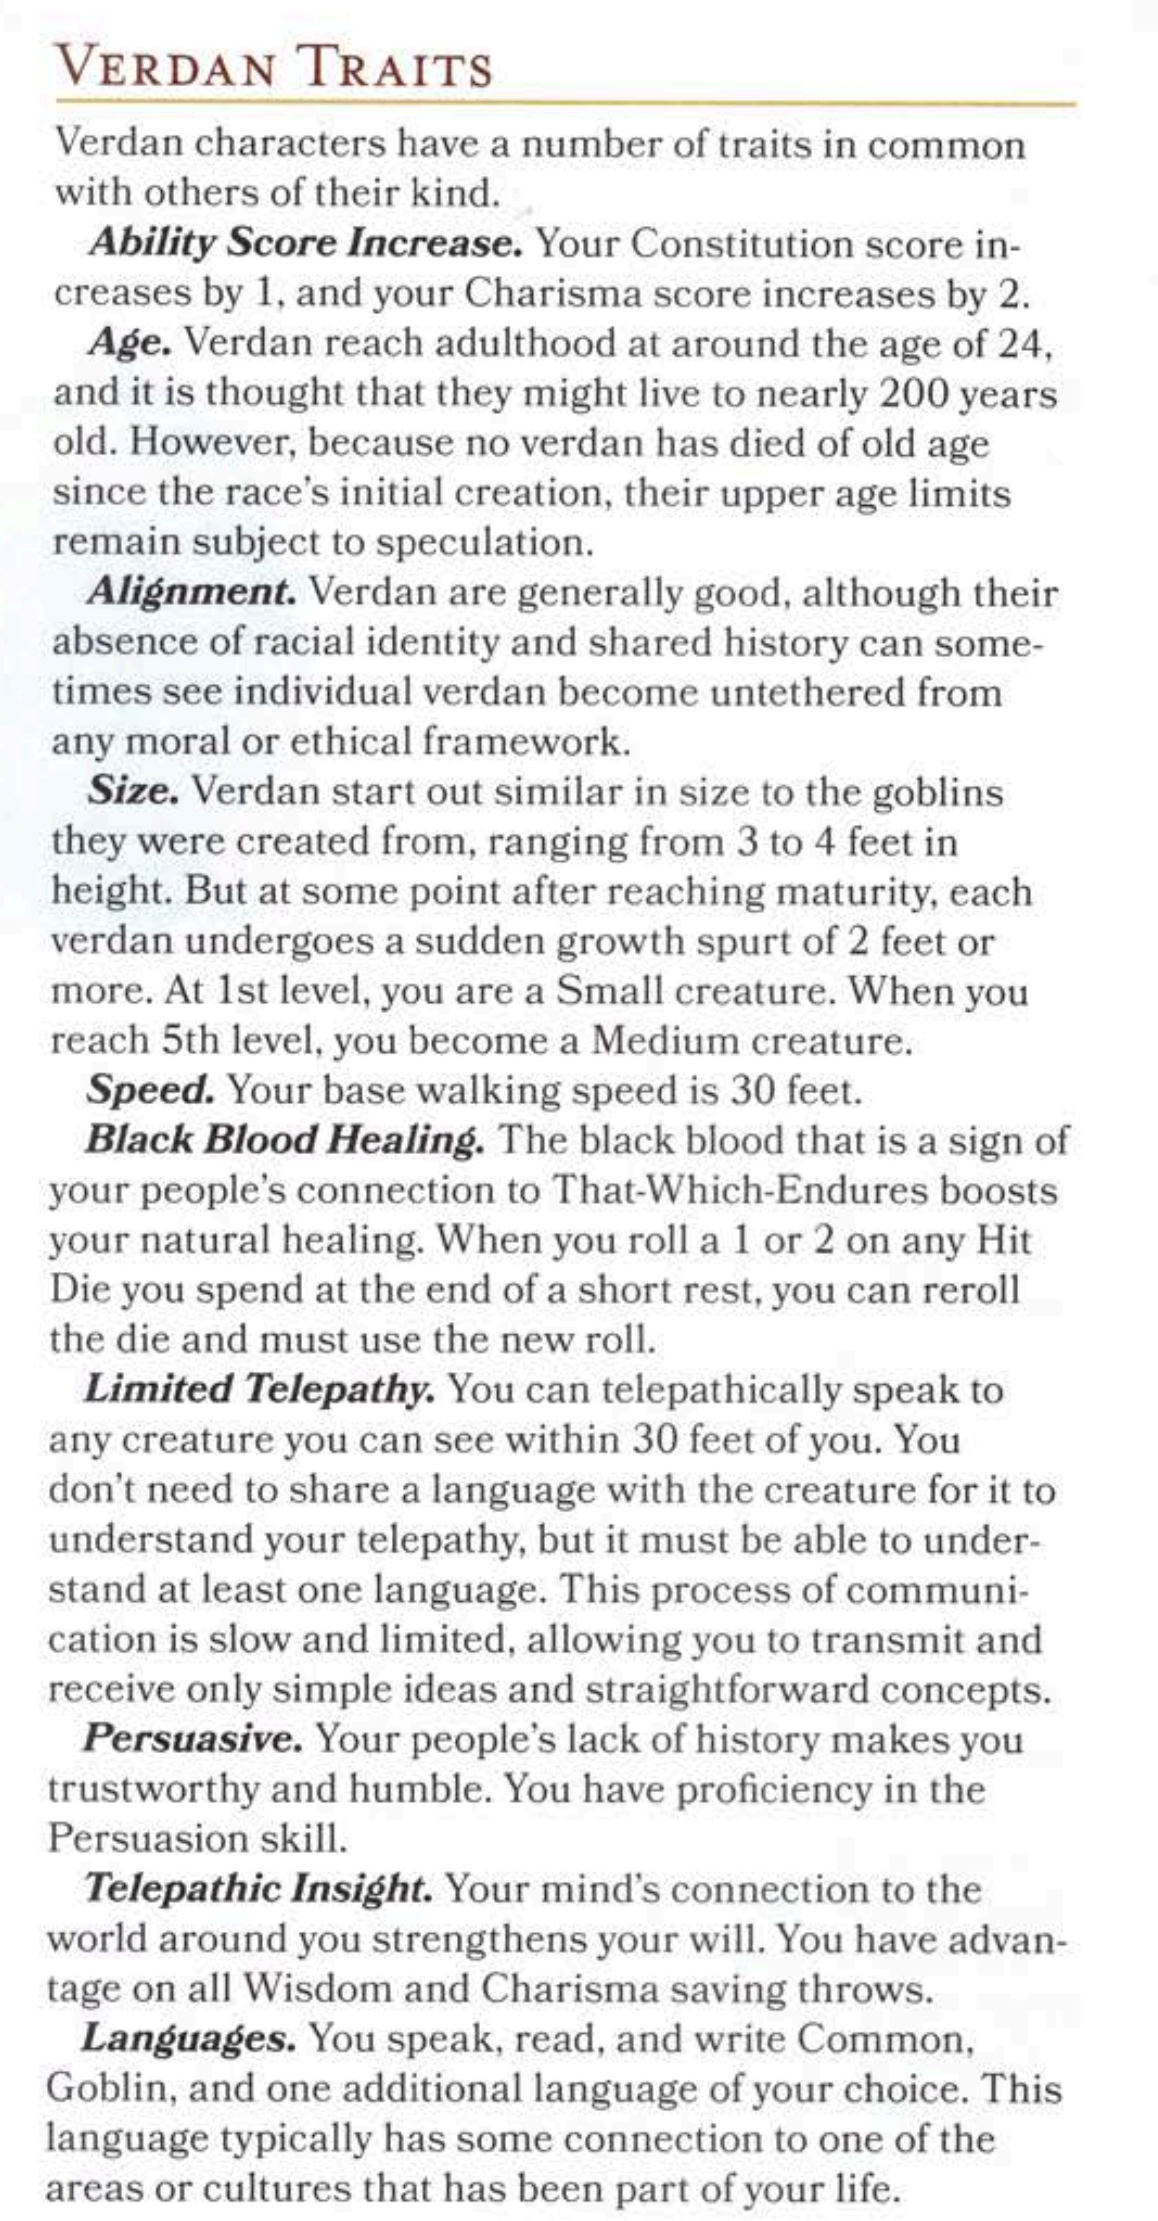 VERDAN TRAITS
Verdan characters have a number of traits in common
with others of their kind.
Ability Score Increase. Your Constitution score in-
creases by 1, and your Charisma score increases by 2.
Age. Verdan reach adulthood at around the age of 24,
and it is thought that they might live to nearly 200 years
old. However, because no verdan has died of old age
since the race's initial creation, their upper age limits
remain subject to speculation.
Alignment. Verdan are generally good, although their
absence of racial identity and shared history can some-
times see individual verdan become untethered from
any moral or ethical framework.
Size. Verdan start out similar in size to the goblins
they were created from, ranging from 3 to 4 feet in
height. But at some point after reaching maturity, each
verdan undergoes a sudden growth spurt of 2 feet or
more. At 1st level, you are a Small creature. When you
reach 5th level, you become a Medium creature.
Speed. Your base walking speed is 30 feet.
Black Blood Healing. The black blood that is a sign of
your people's connection to That-Which-Endures boosts
your natural healing. When you roll a 1 or 2 on any Hit
Die you spend at the end of a short rest, you can reroll
the die and must use the new roll.
Limited Telepathy. You can telepathically speak to
any creature you can see within 30 feet of you. You
don't need to share a language with the creature for it to
understand your telepathy, but it must be able to under-
stand at least one language. This process of communi-
cation is slow and limited, allowing you to transmit and
receive only simple ideas and straightforward concepts.
Persuasive. Your people's lack of history makes you
trustworthy and humble. You have proficiency in the
Persuasion skill.
Telepathic Insight. Your mind's connection to the
world around you strengthens your will. You have advan-
tage on all Wisdom and Charisma saving throws.
Languages. You speak, read, and write Common,
Goblin, and one additional language of your choice. This
language typically has some connection to one of the
areas or cultures that has been part of your life.